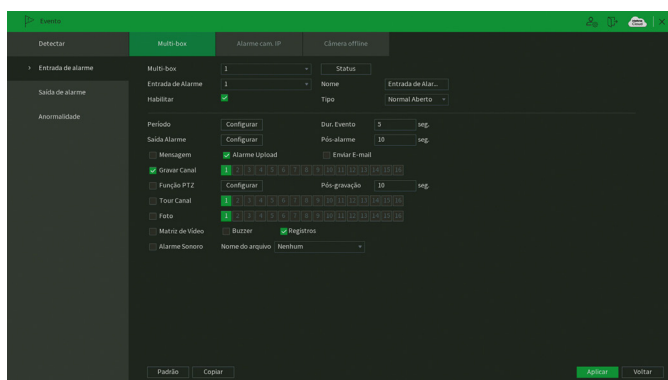 Evento
Detectar
Multi-box
Alarme cam. IP
Câmera offline
Entrada de alarme
Saída de alarme
Anormalidade
Multi-box 1 Status
Entrada de Alarme 1 Nome Entrada de Alar...
Habilitar Tipo Normal Aberto
Período Configurar Dur. Evento 5 seg.
Saída Alarme Configurar Pós-alarme 10 seg.
Mensagem Alarme Upload Enviar E-mail
Gravar Canal 1 2 3 4 5 6 7 8 9 10 11 12 13 14 15 16
Função PTZ Configurar Pós-gravação 10 seg.
Tour Canal 1 2 3 4 5 6 7 8 9 10 11 12 13 14 15 16
Foto 1 2 3 4 5 6 7 8 9 10 11 12 13 14 15 16
Matriz de Vídeo Buzzer Registros
Alarme Sonoro Nome do arquivo Nenhum
Padrão Copiar Aplicar Voltar